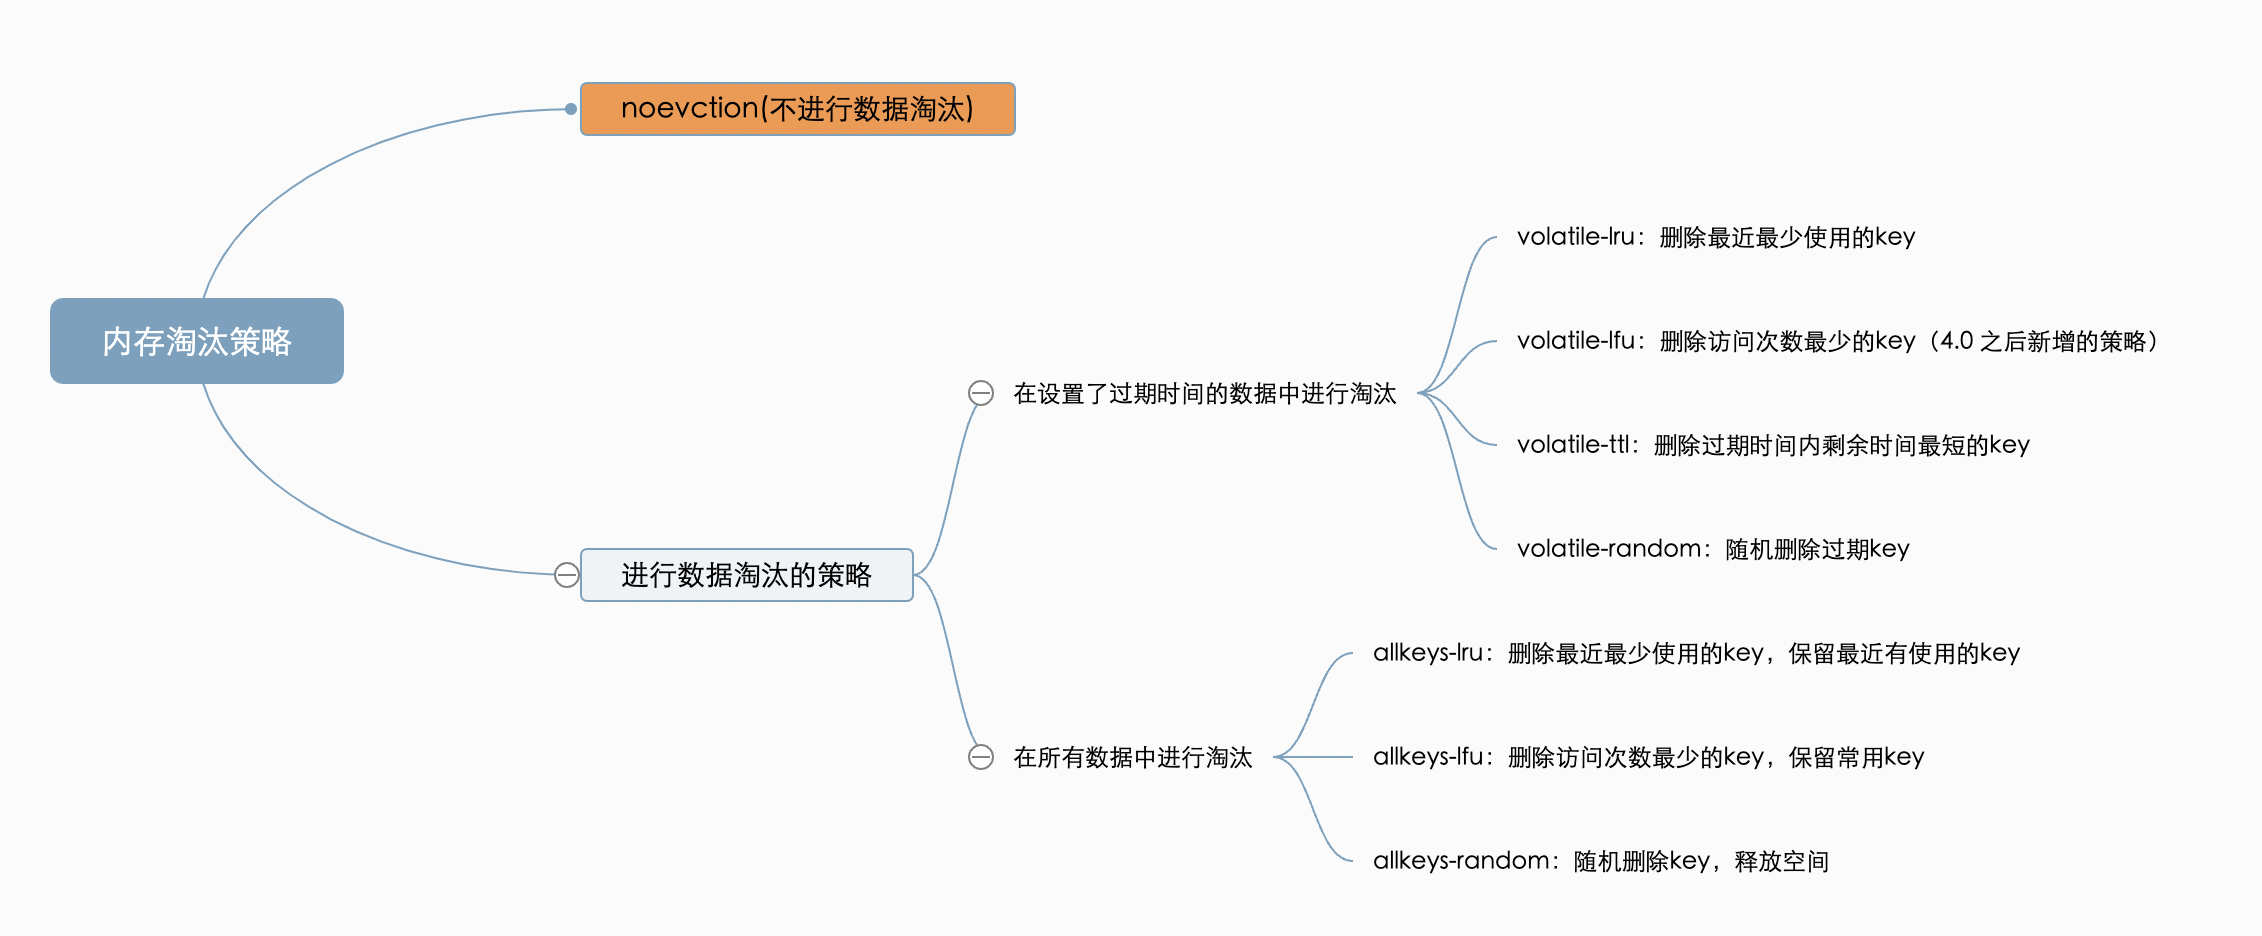 内存淘汰策略
noevction(不进行数据淘汰)
进行数据淘汰的策略
在设置了过期时间的数据中进行淘汰
volatile-lru：删除最近最少使用的key
volatile-lfu：删除访问次数最少的key（4.0 之后新增的策略）
volatile-ttl：删除过期时间内剩余时间最短的key
volatile-random：随机删除过期key
在所有数据中进行淘汰
allkeys-lru：删除最近最少使用的key，保留最近有使用的key
allkeys-lfu：删除访问次数最少的key，保留常用key
allkeys-random：随机删除key，释放空间